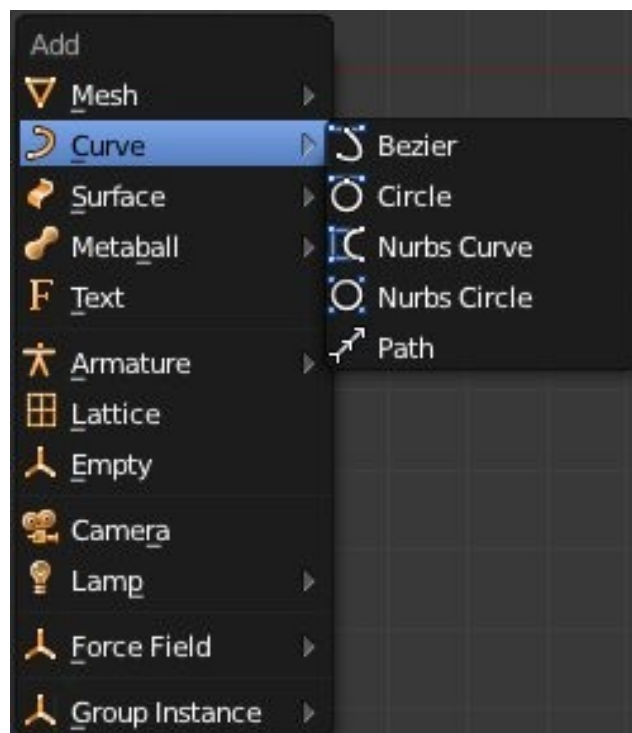 Add
Mesh
Curve
Surface
Metaball
Text
Armature
Lattice
Empty
Camera
Lamp
Force Field
Group Instance
Bezier
Circle
Nurbs Curve
Nurbs Circle
Path